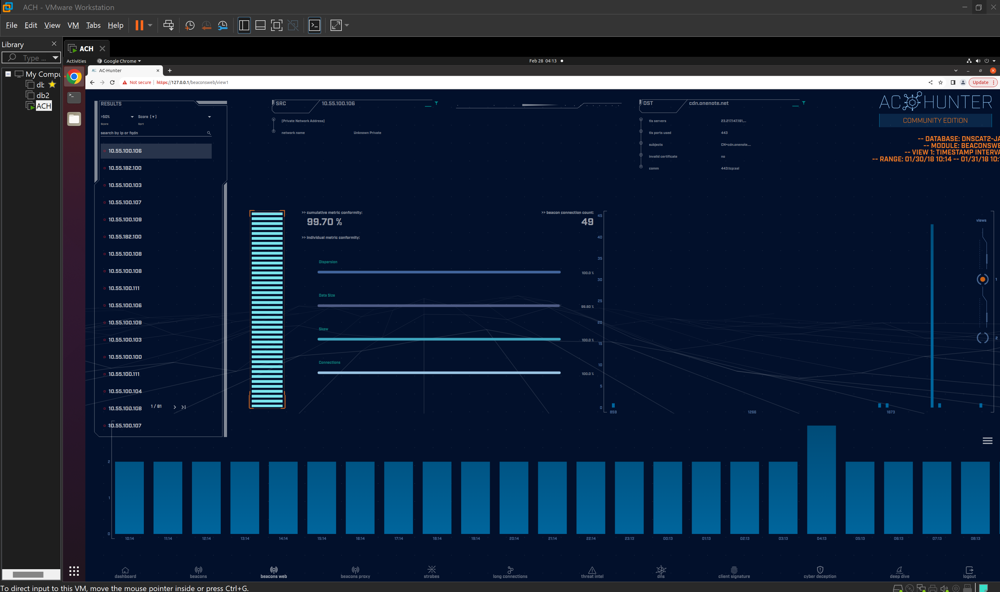 ACH - VMware Workstation
File Edit View VM Tabs Help
Library
Type ...
ACH
My Compu
db2
ACH
Activities Google Chrome Feb 28 04:13
AC-Hunter
Not secure https://127.0.0.1/beaconsweb/view1 Update
RESULTS
>50% Score [▼]
Score Sort
search by ip or fqdn
10.55.100.106
10.55.182.100
10.55.100.103
10.55.100.107
10.55.100.109
10.55.182.100
10.55.100.108
10.55.100.108
10.55.100.111
10.55.100.106
10.55.100.109
10.55.100.103
10.55.100.100
10.55.100.111
10.55.100.104
10.55.100.108
1 / 81
10.55.100.107
SRC 10.55.100.106
[Private Network Address]
network name Unknown Private
DST cdn.onenote.net
tls servers 23.217.147.191,...
tls ports used 443
subjects CN=cdn.onenote....
invalid certificate no
comm 443:tcp:ssl
AC HUNTER
COMMUNITY EDITION
-- DATABASE: DNSCAT2-JA
-- MODULE: BEACONSWE
-- VIEW 1: TIMESTAMP INTERVA
-- RANGE: 01/30/18 10:14 -- 01/31/18 10:
>> cumulative metric conformity:
99.70 %
>> individual metric conformity:
Dispersion
100.0 %
Data Size
99.60 %
Skew
100.0 %
Connections
100.0 %
>> beacon connection count:
49
45
40
35
30
25
20
15
10
5
0
859 1266 1673
views
1
2
3
2
1
0
10:14 11:14 12:14 13:14 14:14 15:14 16:14 17:14 18:14 19:14 20:14 21:14 22:14 23:13 00:13 01:13 02:13 03:13 04:13 05:13 06:13 07:13 08:13
dashboard beacons beacons web beacons proxy strobes long connections threat intel dns client signature cyber deception deep dive logout
To direct input to this VM, move the mouse pointer inside or press Ctrl+G.